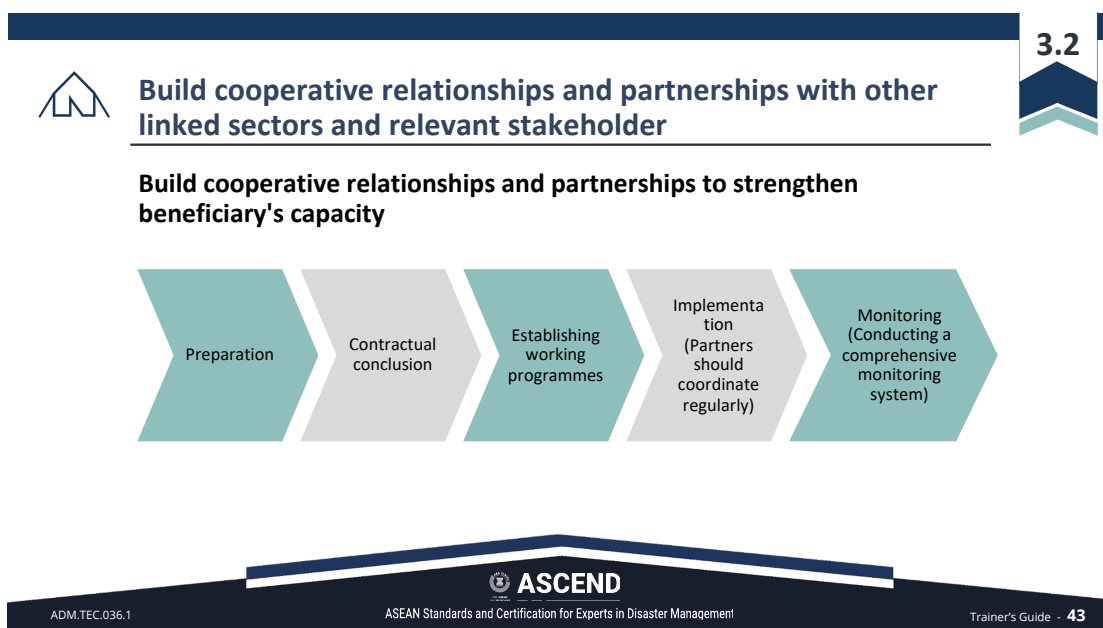 3.2
Build cooperative relationships and partnerships with other
linked sectors and relevant stakeholder
Build cooperative relationships and partnerships to strengthen
beneficiary's capacity
Preparation
Contractual
conclusion
Establishing
working
programmes
Implementa
tion
(Partners
should
coordinate
regularly)
Monitoring
(Conducting a
comprehensive
monitoring
system)
ASCEND
ADM.TEC.036.1
ASEAN Standards and Certification for Experts in Disaster Management
Trainer's Guide - 43